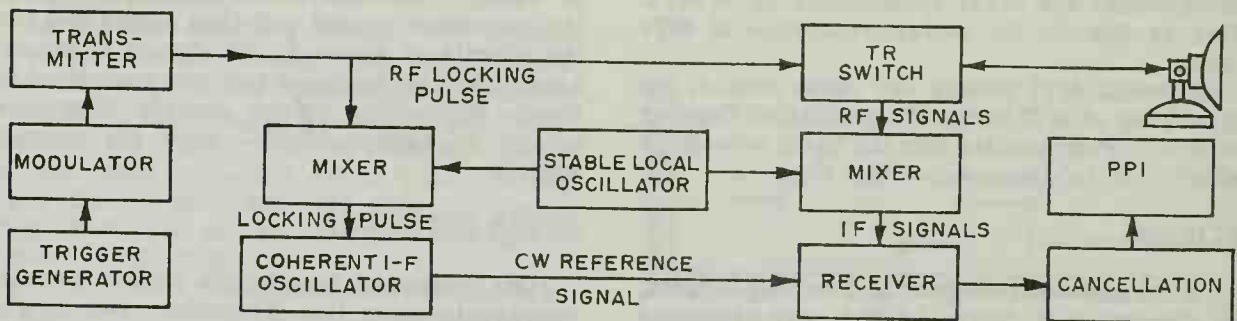 TRANS-
MITTER
RF LOCKING
PULSE
TR
SWITCH
RF SIGNALS
MODULATOR
MIXER
STABLE LOCAL
OSCILLATOR
MIXER
PPI
LOCKING PULSE
IF SIGNALS
TRIGGER
GENERATOR
COHERENT I-F
OSCILLATOR
CW REFERENCE
SIGNAL
RECEIVER
CANCELLATION